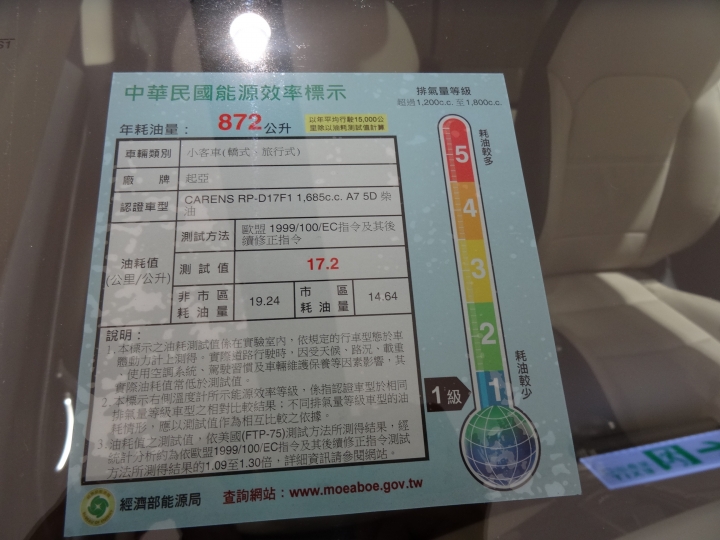 中華民國能源效率標示
排氣量等級
超過1,200c.c. 至1,800c.c.
年耗油量： 872公升
以年平均行駛15,000公
里除以油耗測試值計算
車輛類別 小客車(轎式、旅行式)
廠牌 起亞
認證車型 CARENS RP-D17F1 1,685c.c. A7 5D 柴
油
油耗值
(公里/公升)
測試方法 歐盟 1999/100/EC指令及其後
續修正指令
測試值 17.2
非市區
耗油量 19.24
市區
耗油量 14.64
說明：
1.本標示之油耗測試值係在實驗室內，依規定的行車型態於車
體動力計上測得。實際道路行駛時，因受天候、路況、載重
、使用空調系統、駕駛習慣及車輛維護保養等因素影響，其
實際油耗值常低於測試值。
2.本標示右側溫度計所示能源效率等級，係指認證車型於相同
排氣量等級車型之相對比較結果；不同排氣量等級車型的油
耗情形，應以測試值作為相互比較之依據。
3.油耗值之測試值，依美國(FTP-75)測試方法所測得結果，經
統計分析約為依歐盟1999/100/EC指令及其後續修正指令測試
方法所測得結果的1.09至1.30倍，詳細資訊請參閱網站。
耗油較多
5
4
3
2
1
耗油較少
1級
經濟部能源局 查詢網站：www.moeaboe.gov.tw